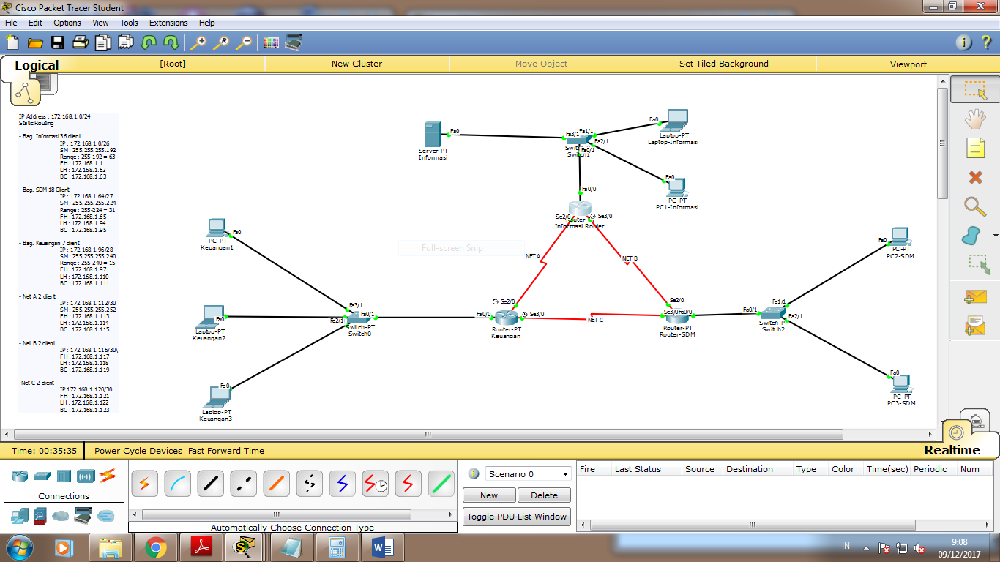 Cisco Packet Tracer Student
File Edit Options View Tools Extensions Help
Logical [Root] New Cluster Move Object Set Tiled Background Viewport
IP Address : 172.168.1.0/24
Static Routing
- Bag. Informasi 36 client
IP : 172.168.1.0/26
SM: 255.255.255.192
Range : 255-192 = 63
FH : 172.168.1.1
LH : 172.168.1.62
BC : 172.168.1.63
- Bag. SDM 18 Client
IP : 172.168.1.64/27
SM : 255.255.255.224
Range : 255-224 = 31
FH : 172.168.1.65
LH : 172.168.1.94
BC : 172.168.1.95
- Bag. Keuangan 7 client
IP : 172.168.1.96/28
SM : 255.255.255.240
Range : 255-240 = 15
FH : 172.168.1.97
LH : 172.168.1.110
BC : 172.168.1.111
- Net A 2 client
IP : 172.168.1.112/30
SM : 255.255.255.252
FH : 172.168.1.113
LH : 172.168.1.114
BC : 172.168.1.115
- Net B 2 client
IP : 172.168.1.116/30\
FH : 172.168.1.117
LH : 172.168.1.118
BC : 172.168.1.119
-Net C 2 client
IP 172.168.1.120/30
FH : 172.168.1.121
LH : 172.168.1.122
BC : 172.168.1.123
Fa0
Server-PT
Informasi
Fa3/1 Fa1/1
Fa2/1
Fa0/1
Switch1
Fa0
Laptop-PT
Laptop-Informasi
Fa0
PC-PT
PC1-Informasi
Fa0/0
Se2/0 Se3/0
Informasi Router
Full-screen Snip
NET A
NET B
NET C
Fa0
PC-PT
Keuangan1
Fa0
Laptop-PT
Keuangan2
Fa0
Laptop-PT
Keuangan3
Fa3/1
Fa2/1 Fa0/1
Switch-PT
Switch0
Se2/0
Fa0/0 Se3/0
Router-PT
Keuangan
Se2/0
Se3/0 Fa0/0
Router-PT
Router-SDM
Fa1/1
Fa0/1 Fa2/1
Switch-PT
Switch2
Fa0
PC-PT
PC2-SDM
Fa0
PC-PT
PC3-SDM
Time: 00:35:35 Power Cycle Devices Fast Forward Time Realtime
Connections
Automatically Choose Connection Type
Scenario 0
New Delete
Toggle PDU List Window
Fire Last Status Source Destination Type Color Time(sec) Periodic Num
IN
9:08
09/12/2017